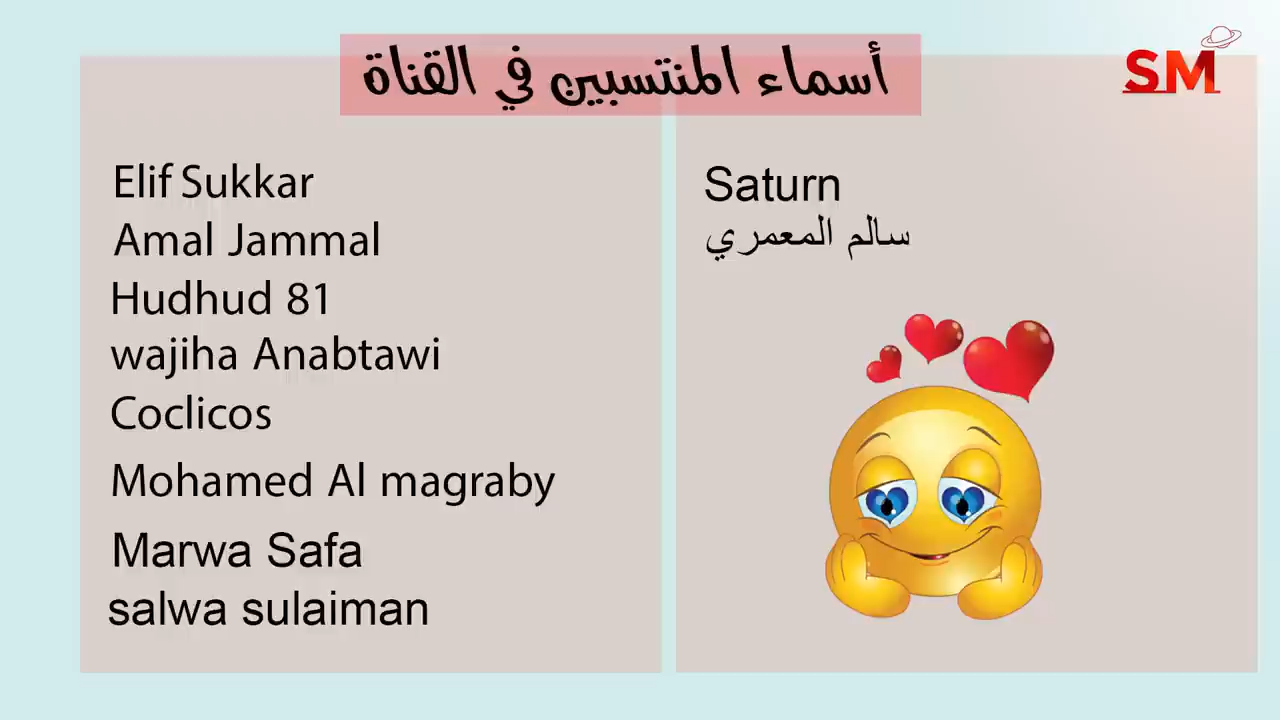 أسماء المنتسبين في القناة
SM
Elif Sukkar
Amal Jammal
Hudhud 81
wajiha Anabtawi
Coclicos
Mohamed Al magraby
Marwa Safa
salwa sulaiman
Saturn
سالم المعمري